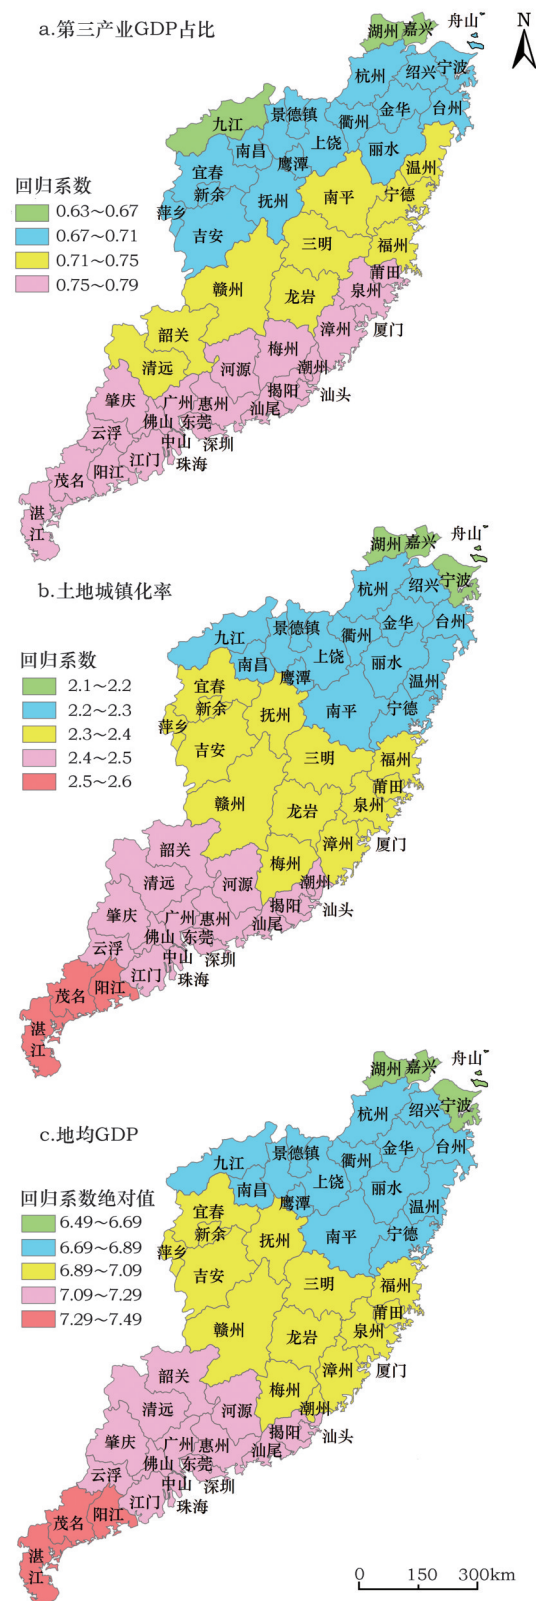 a.第三产业GDP占比
N
舟山
湖州
嘉兴
杭州
绍兴
宁波
金华
台州
衢州
景德镇
九江
上饶
丽水
南昌
宜春
鹰潭
温州
新余
南平
宁德
萍乡
抚州
吉安
三明
福州
莆田
赣州
龙岩
泉州
漳州
厦门
韶关
梅州
河源
清远
潮州
汕头
肇庆
广州
惠州
揭阳
汕尾
佛山
东莞
云浮
中山
深圳
江门
珠海
阳江
茂名
湛江
回归系数
0.63～0.67
0.67～0.71
0.71～0.75
0.75～0.79
b.土地城镇化率
舟山
湖州
嘉兴
杭州
绍兴
宁波
金华
台州
衢州
景德镇
九江
上饶
丽水
南昌
鹰潭
温州
宜春
新余
抚州
南平
宁德
萍乡
吉安
三明
福州
莆田
赣州
龙岩
泉州
漳州
厦门
韶关
梅州
河源
清远
潮州
汕头
肇庆
广州
惠州
揭阳
汕尾
佛山
东莞
云浮
中山
深圳
江门
珠海
阳江
茂名
湛江
回归系数
2.1～2.2
2.2～2.3
2.3～2.4
2.4～2.5
2.5～2.6
c.地均GDP
舟山
湖州
嘉兴
杭州
绍兴
宁波
金华
台州
衢州
景德镇
九江
上饶
丽水
南昌
鹰潭
温州
宜春
新余
抚州
南平
宁德
萍乡
吉安
三明
福州
莆田
赣州
龙岩
泉州
漳州
厦门
韶关
梅州
河源
清远
潮州
汕头
肇庆
广州
惠州
揭阳
汕尾
佛山
东莞
云浮
中山
深圳
江门
珠海
阳江
茂名
湛江
回归系数绝对值
6.49～6.69
6.69～6.89
6.89～7.09
7.09～7.29
7.29～7.49
0 150 300km